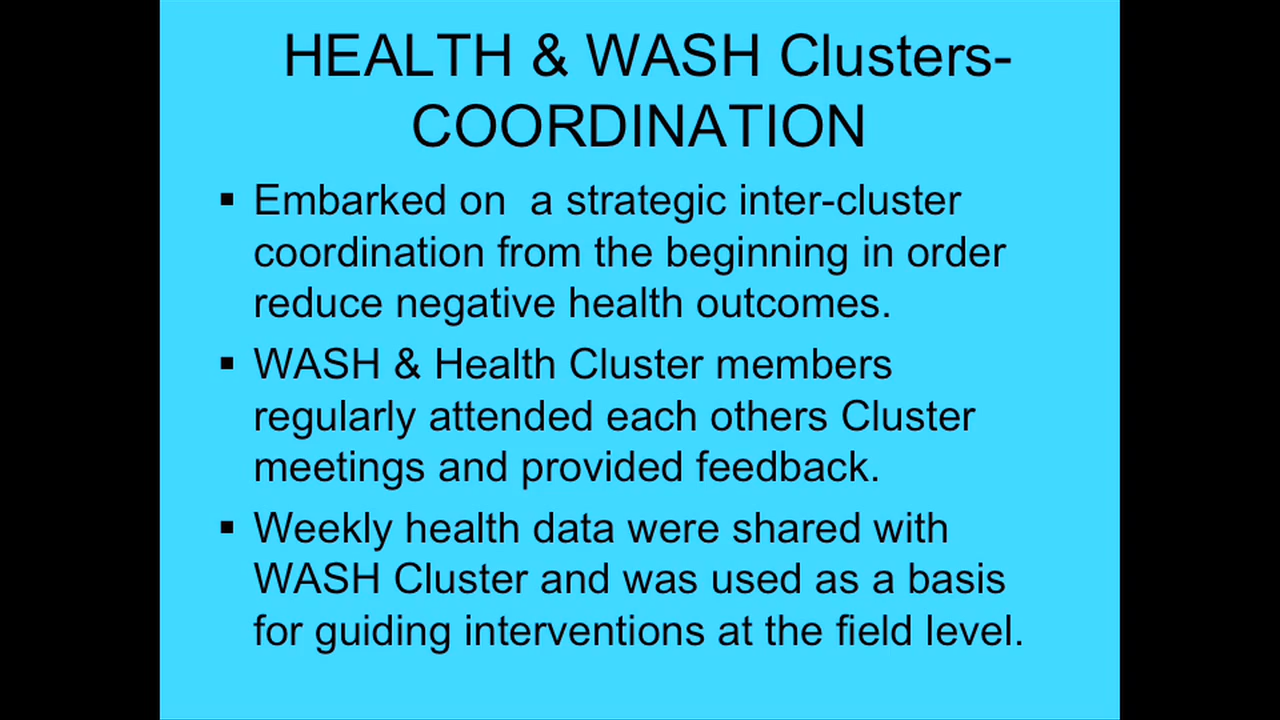 HEALTH & WASH Clusters-
COORDINATION
▪ Embarked on  a strategic inter-cluster
coordination from the beginning in order
reduce negative health outcomes.
▪ WASH & Health Cluster members
regularly attended each others Cluster
meetings and provided feedback.
▪ Weekly health data were shared with
WASH Cluster and was used as a basis
for guiding interventions at the field level.